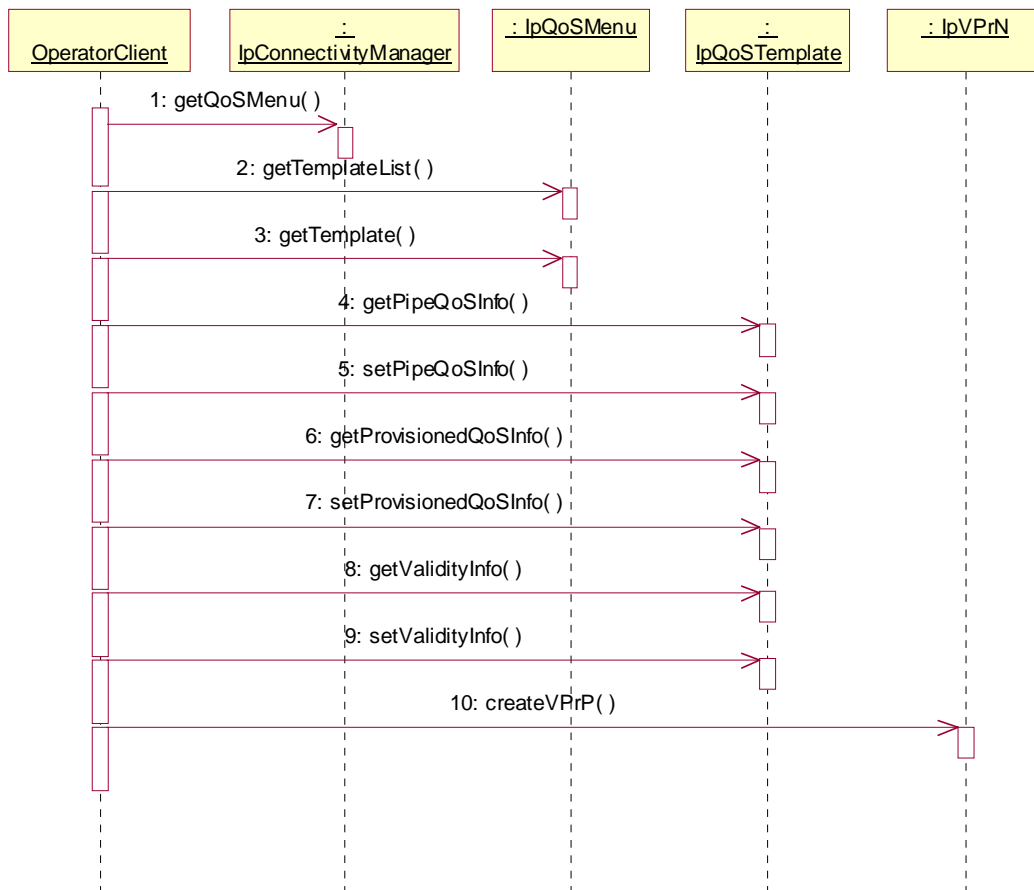 OperatorClient
:
IpConnectivityManager
: IpQoSMenu
:
IpQoSTemplate
: IpVPrN
1: getQoSMenu( )
2: getTemplateList( )
3: getTemplate( )
4: getPipeQoSInfo( )
5: setPipeQoSInfo( )
6: getProvisionedQoSInfo( )
7: setProvisionedQoSInfo( )
8: getValidityInfo( )
9: setValidityInfo( )
10: createVPrP( )